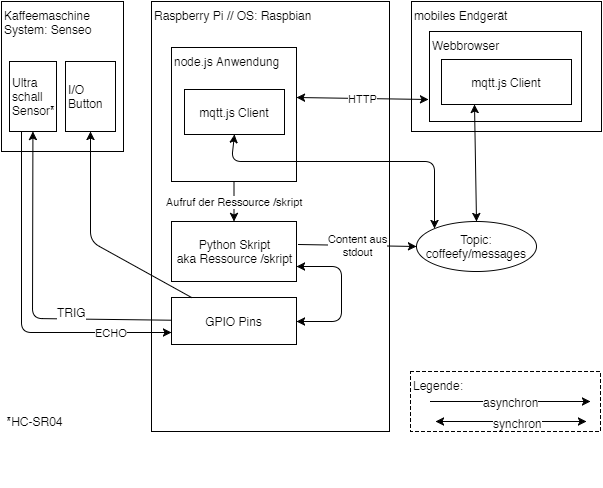 Kaffeemaschine
System: Senseo
Raspberry Pi // OS: Raspbian
mobiles Endgerät
Webbrowser
node.js Anwendung
mqtt.js Client
Ultra
schall
Sensor*
I/O
Button
HTTP
mqtt.js Client
Aufruf der Ressource /skript
Python Skript
aka Ressource /skript
Content aus
stdout
Topic:
coffeefy/messages
TRIG
GPIO Pins
ECHO
Legende:
asynchron
synchron
*HC-SR04